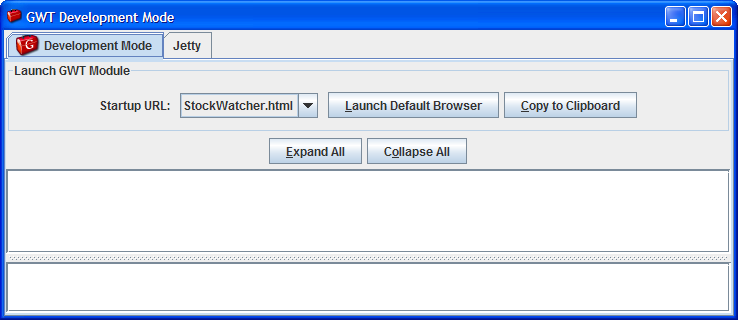 GWT Development Mode
G Development Mode Jetty
Launch GWT Module
Startup URL: StockWatcher.html Launch Default Browser Copy to Clipboard
Expand All Collapse All